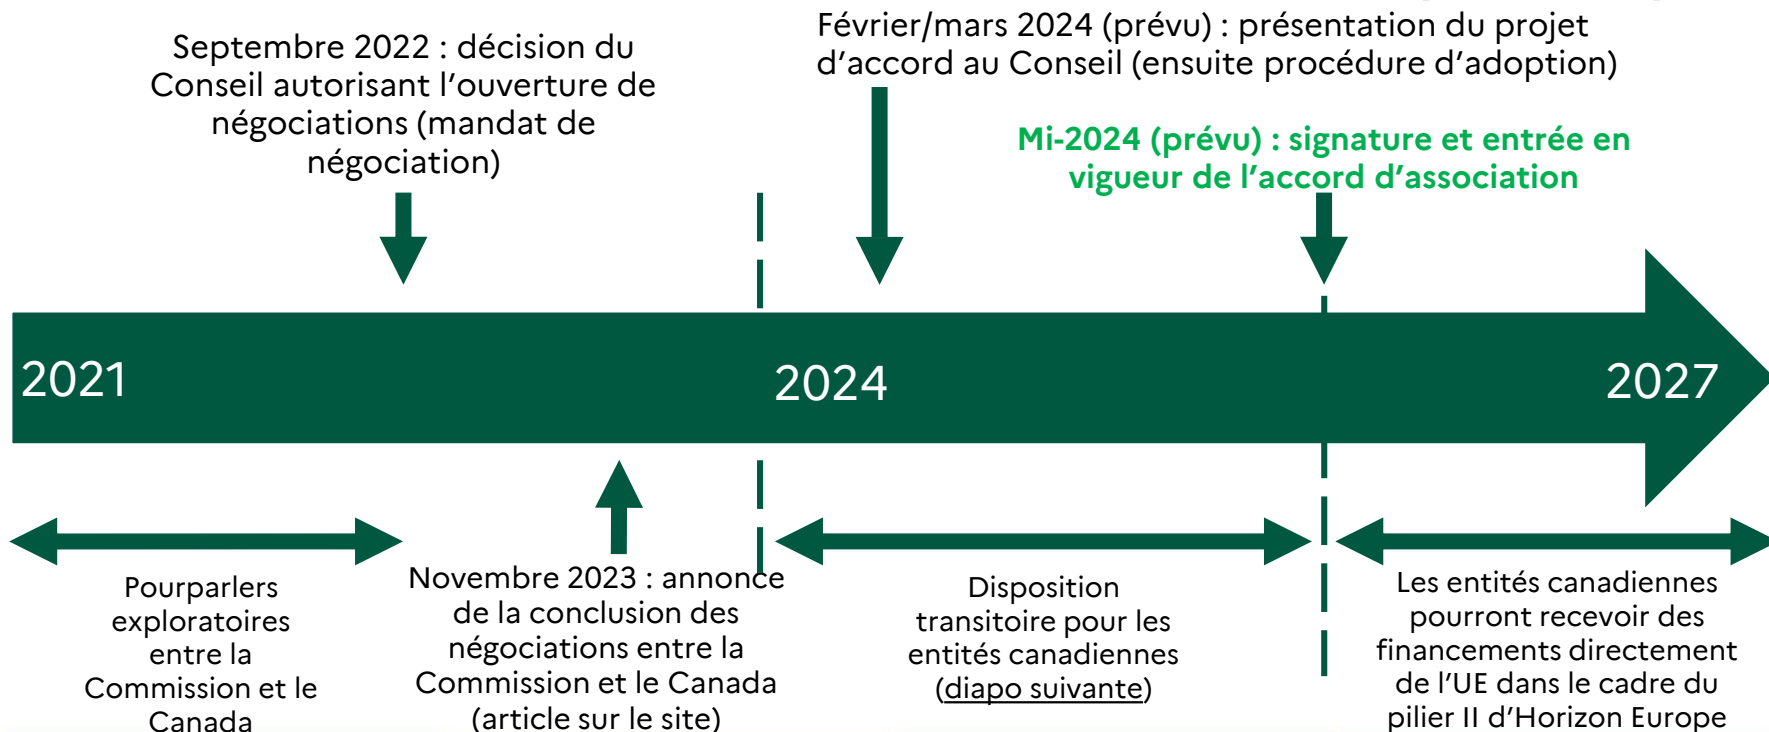 Septembre 2022 : décision du
Conseil autorisant l'ouverture de
négociations (mandat de
négociation)
Février/mars 2024 (prévu) : présentation du projet
d'accord au Conseil (ensuite procédure d'adoption)
Mi-2024 (prévu) : signature et entrée en
vigueur de l'accord d'association
2021
2024
2027
Pourparlers
exploratoires
entre la
Commission et le
Canada
Novembre 2023 : annonce
de la conclusion des
négociations entre la
Commission et le Canada
(article sur le site)
Disposition
transitoire pour les
entités canadiennes
(diapo suivante)
Les entités canadiennes
pourront recevoir des
financements directement
de l'UE dans le cadre du
pilier II d'Horizon Europe